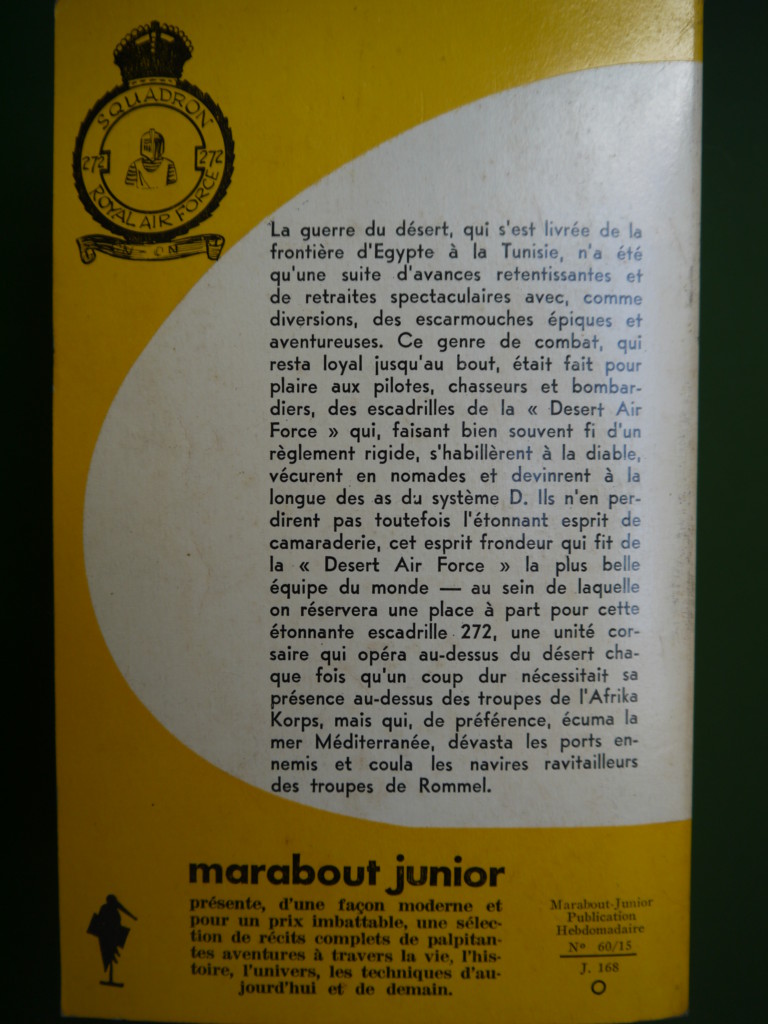 SQUADRON
272 272
ROYAL AIR FORCE
ON
La guerre du désert, qui s'est livrée de la
frontière d'Egypte à la Tunisie, n'a été
qu'une suite d'avances retentissantes et
de retraites spectaculaires avec, comme
diversions, des escarmouches épiques et
aventureuses. Ce genre de combat, qui
resta loyal jusqu'au bout, était fait pour
plaire aux pilotes, chasseurs et bombar-
diers, des escadrilles de la « Desert Air
Force » qui, faisant bien souvent fi d'un
règlement rigide, s'habillèrent à la diable,
vécurent en nomades et devinrent à la
longue des as du système D. Ils n'en per-
dirent pas toutefois l'étonnant esprit de
camaraderie, cet esprit frondeur qui fit de
la « Desert Air Force » la plus belle
équipe du monde — au sein de laquelle
on réservera une place à part pour cette
étonnante escadrille 272, une unité cor-
saire qui opéra au-dessus du désert cha-
que fois qu'un coup dur nécessitait sa
présence au-dessus des troupes de l'Afrika
Korps, mais qui, de préférence, écuma la
mer Méditerranée, dévasta les ports en-
nemis et coula les navires ravitailleurs
des troupes de Rommel.
marabout junior
présente, d'une façon moderne et
pour un prix imbattable, une sélec-
tion de récits complets de palpitan-
tes aventures à travers la vie, l'his-
toire, l'univers, les techniques d'au-
jourd'hui et de demain.
Marabout-Junior
Publication
Hebdomadaire
Nº 60/15
J. 168